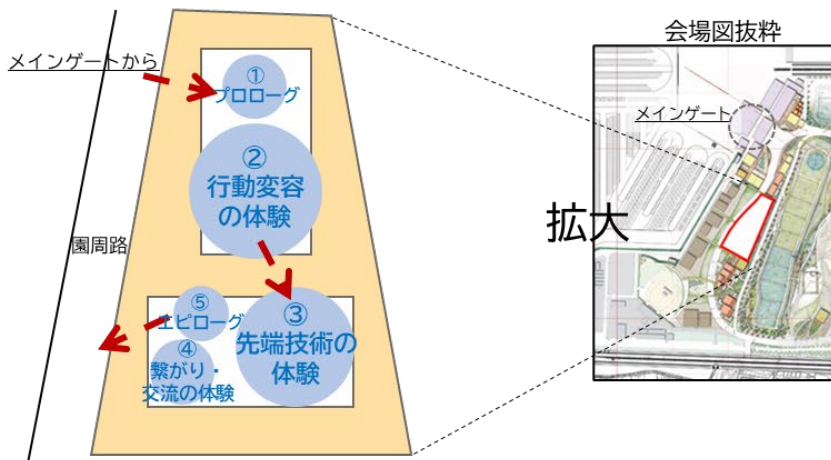 会場図抜粋
メインゲートから
①
プロローグ
メインゲート
②
行動変容
の体験
拡大
園周路
⑤
エピローグ
③
先端技術の
体験
④
繋がり・
交流の体験